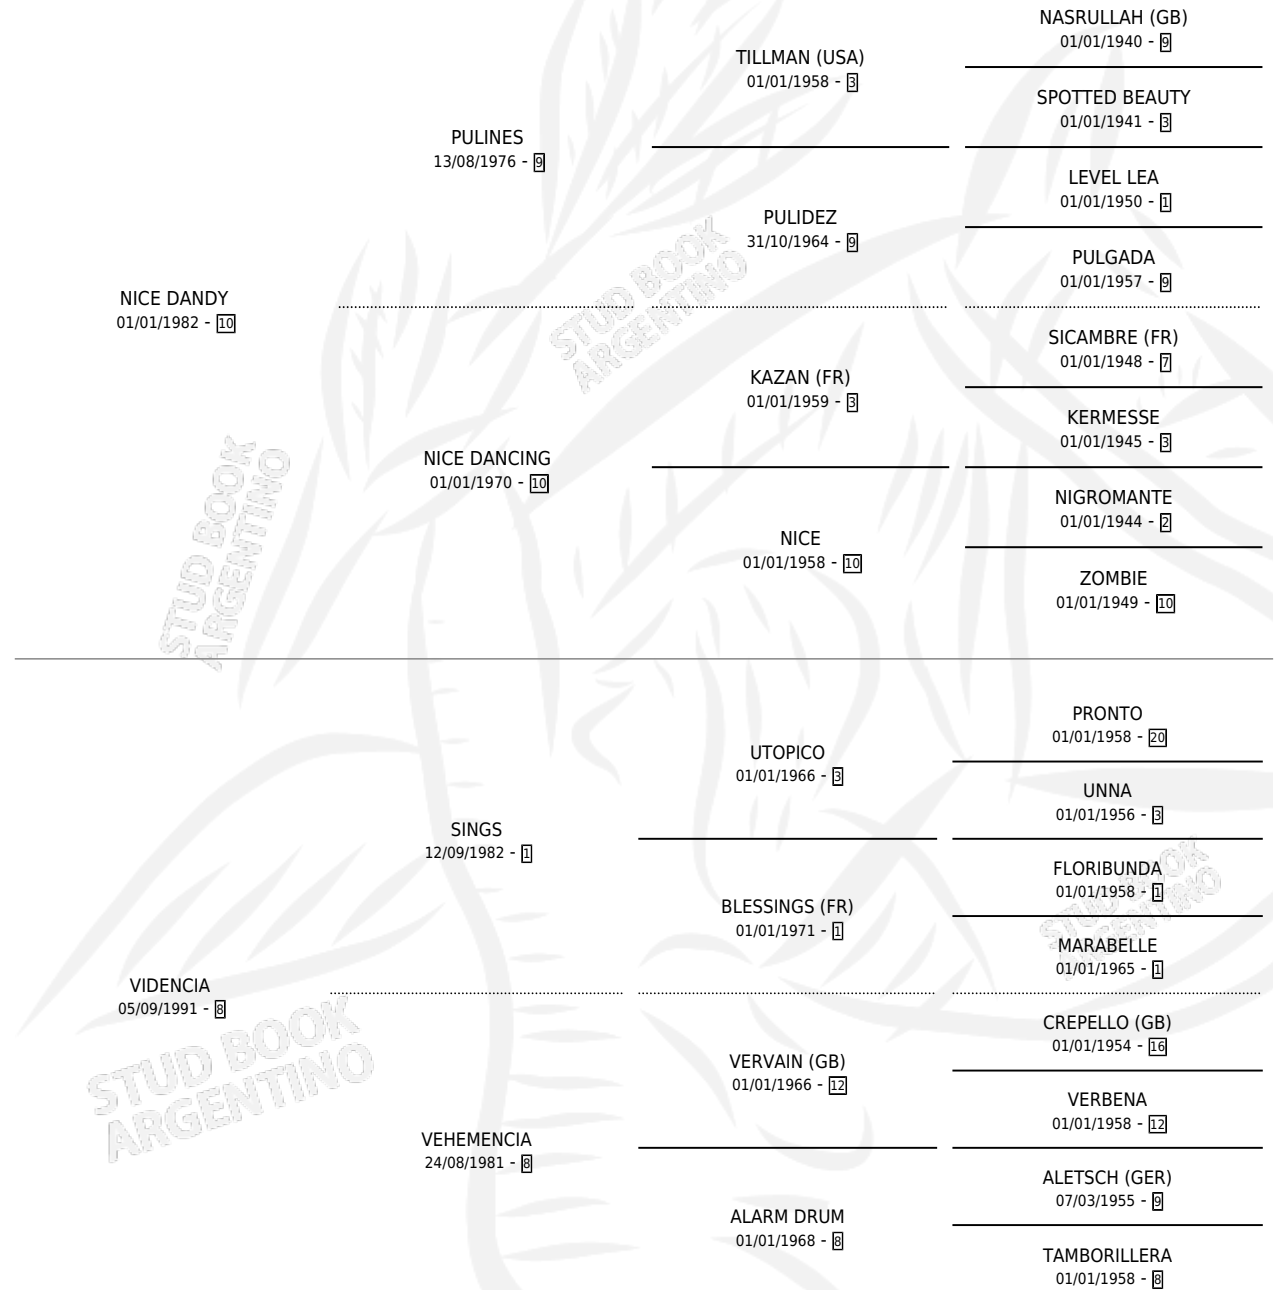 NASRULLAH (GB)
01/01/1940 - 9
TILLMAN (USA)
01/01/1958 - 3
SPOTTED BEAUTY
01/01/1941 - 3
PULINES
13/08/1976 - 9
LEVEL LEA
01/01/1950 - 1
PULIDEZ
31/10/1964 - 9
PULGADA
01/01/1957 - 9
NICE DANDY
01/01/1982 - 10
SICAMBRE (FR)
01/01/1948 - 7
KAZAN (FR)
01/01/1959 - 3
KERMESSE
01/01/1945 - 3
NICE DANCING
01/01/1970 - 10
NIGROMANTE
01/01/1944 - 2
NICE
01/01/1958 - 10
ZOMBIE
01/01/1949 - 10
STUD BOOK
ARGENTINO
STUD BOOK
ARGENTINO
PRONTO
01/01/1958 - 20
UTOPICO
01/01/1966 - 3
UNNA
01/01/1956 - 3
SINGS
12/09/1982 - 1
FLORIBUNDA
01/01/1958 - 1
BLESSINGS (FR)
01/01/1971 - 1
MARABELLE
01/01/1965 - 1
VIDENCIA
05/09/1991 - 8
CREPELLO (GB)
01/01/1954 - 16
VERVAIN (GB)
01/01/1966 - 12
VERBENA
01/01/1958 - 12
VEHEMENCIA
24/08/1981 - 8
ALETSCH (GER)
07/03/1955 - 9
ALARM DRUM
01/01/1968 - 8
TAMBORILLERA
01/01/1958 - 8
STUD BOOK
ARGENTINO
STUD BOOK
ARGENTINO